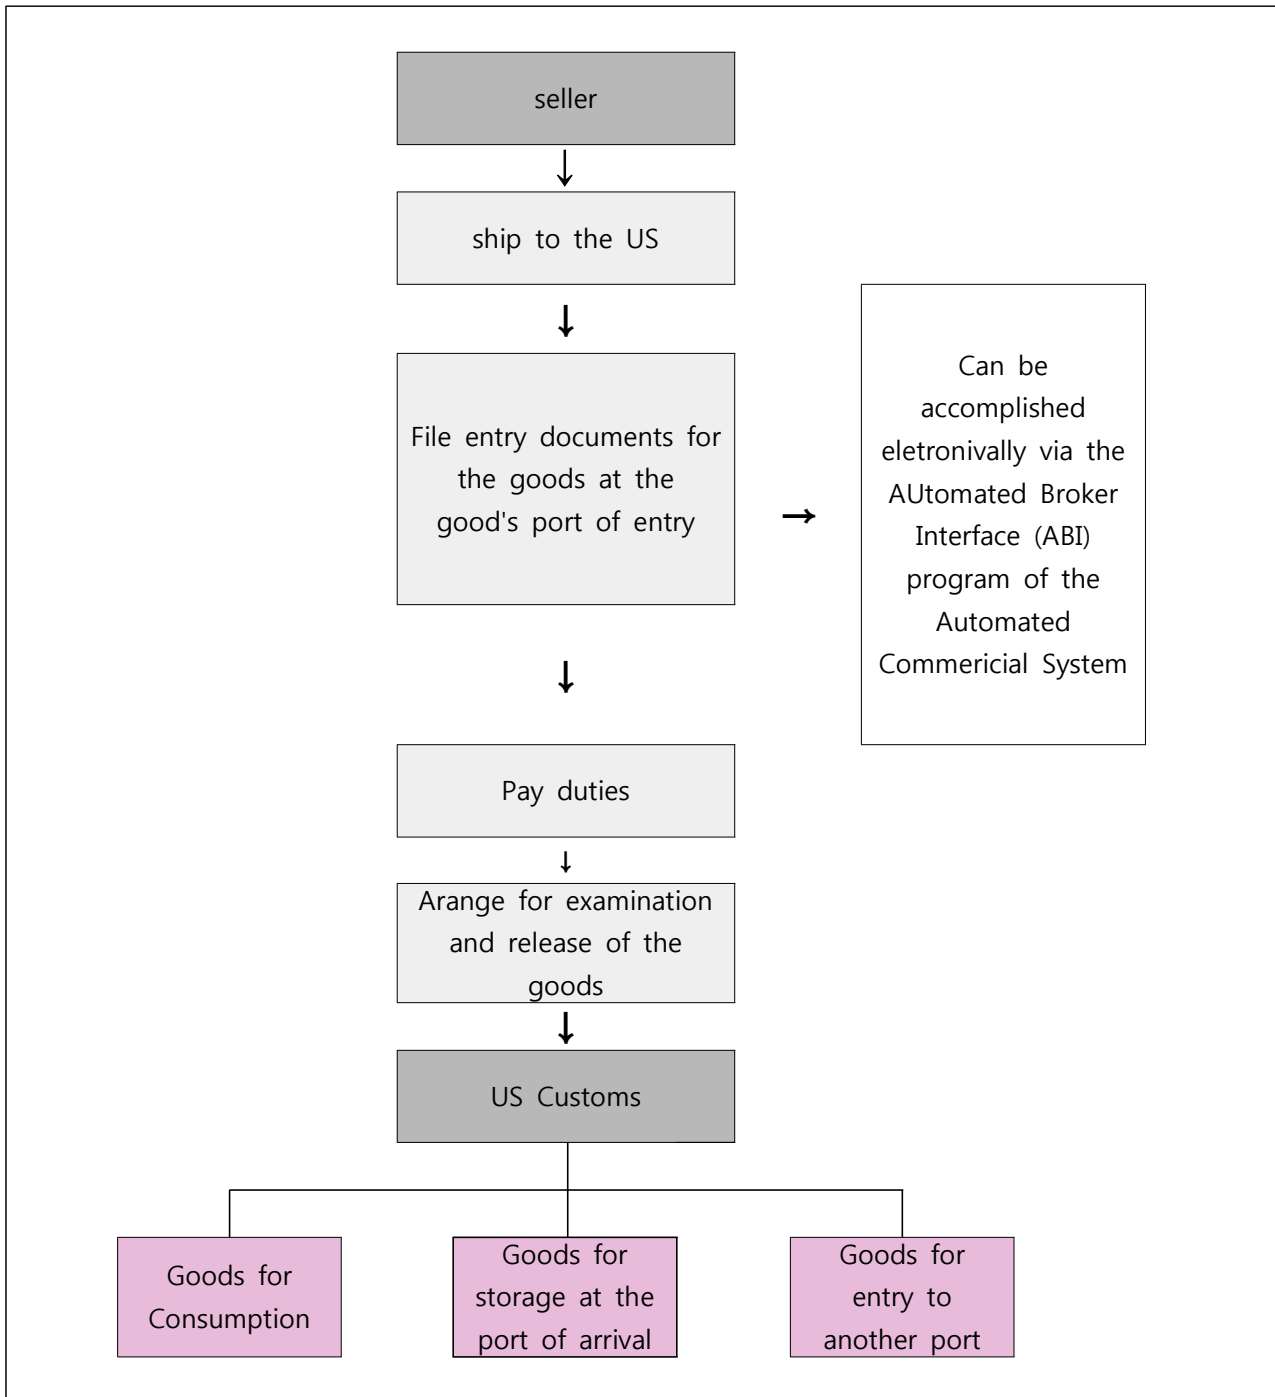 seller
ship to the US
File entry documents for
the goods at the
good's port of entry
Can be
accomplished
eletronivally via the
AUtomated Broker
Interface (ABI)
program of the
Automated
Commericial System
Pay duties
Arange for examination
and release of the
goods
US Customs
Goods for
Consumption
Goods for
storage at the
port of arrival
Goods for
entry to
another port